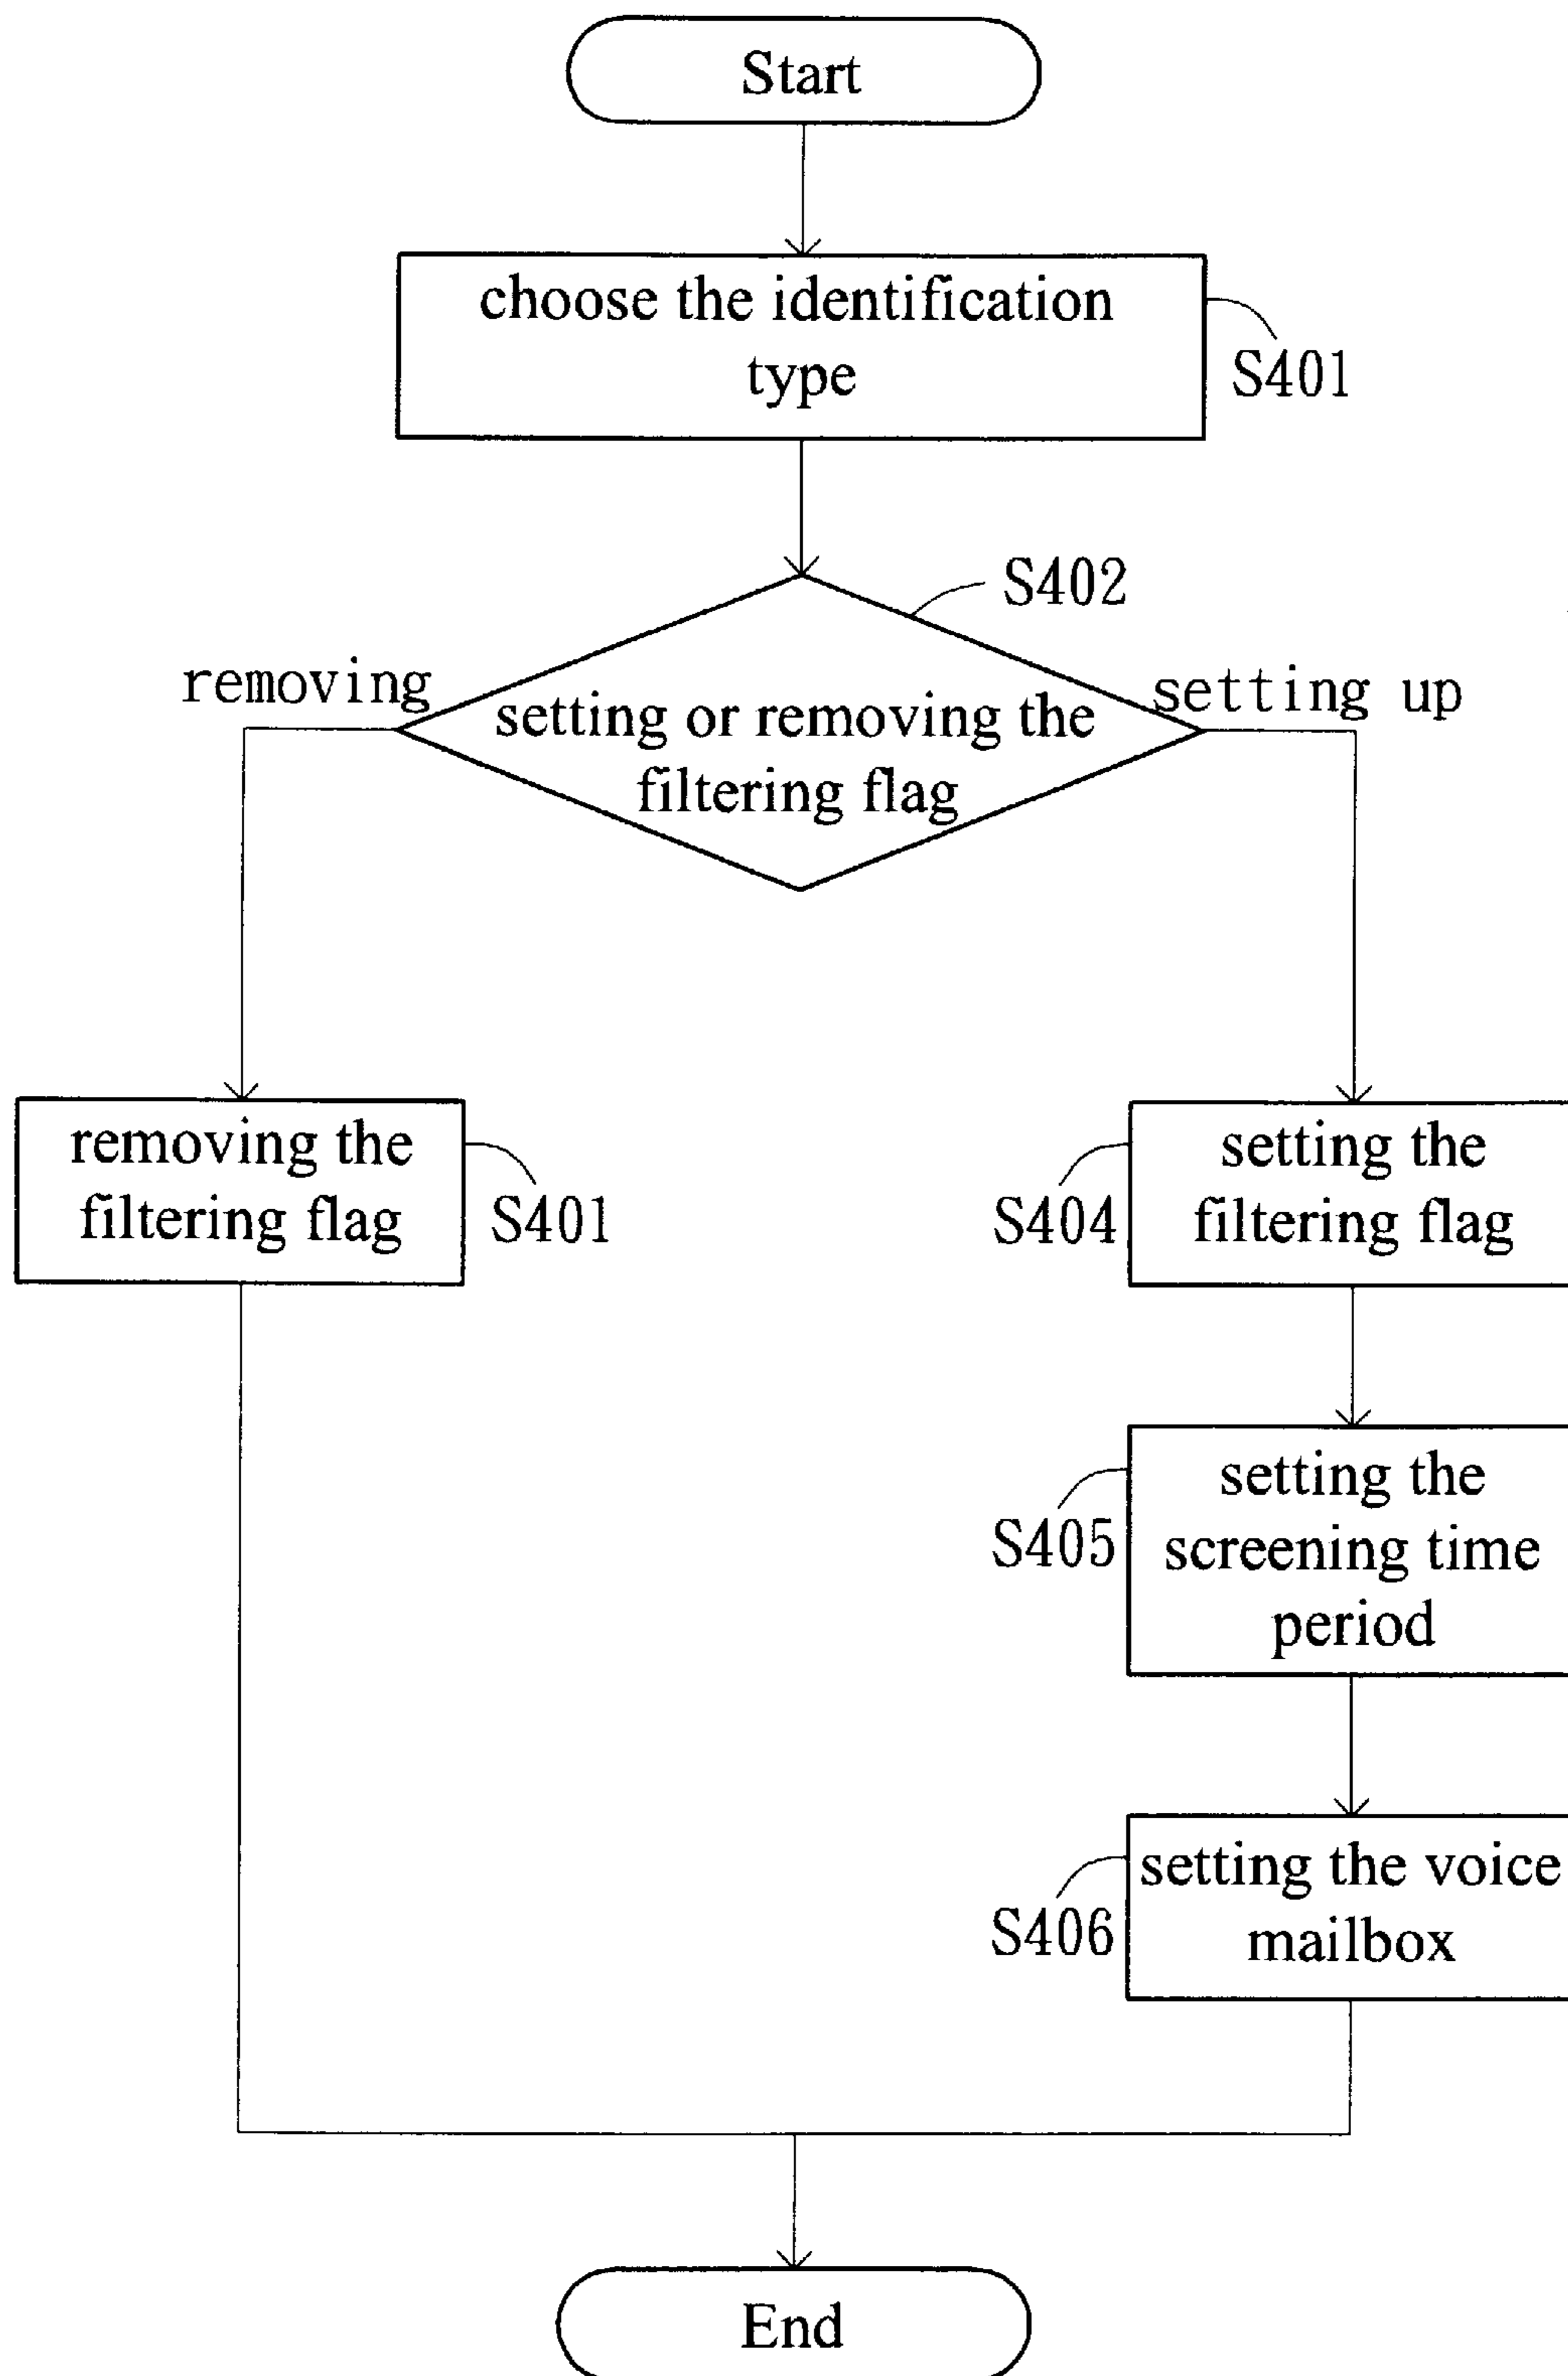 Start
choose the identification
type
S401
S402
removing
setting up
setting or removing the
filtering flag
removing the
filtering flag
S401
setting the
filtering flag
S404
setting the
screening time
period
S405
setting the voice
mailbox
S406
End